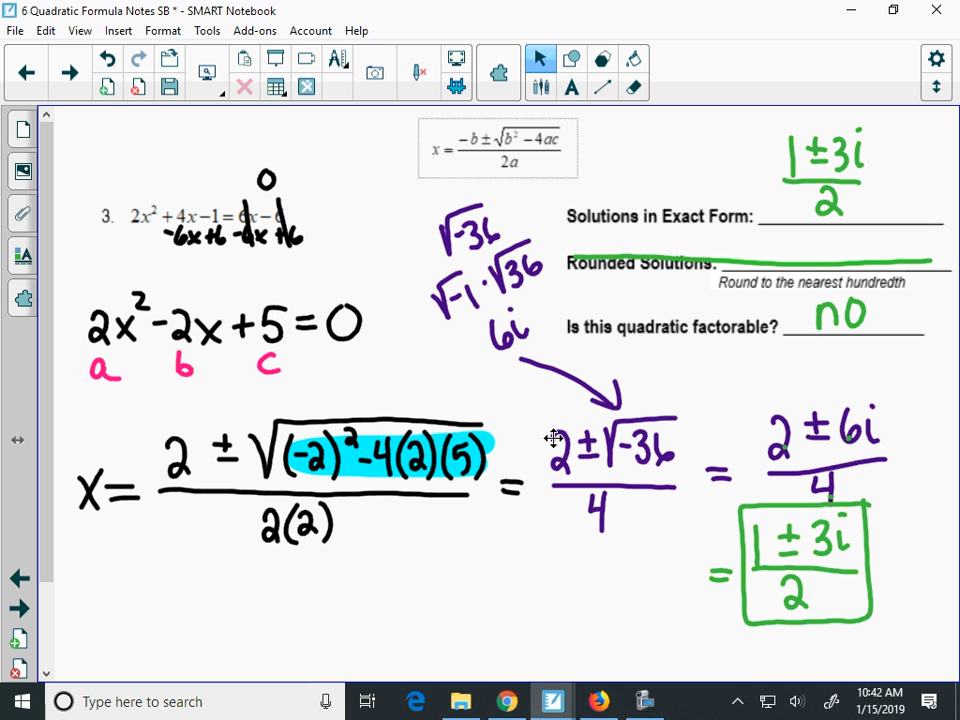 6 Quadratic Formula Notes SB * - SMART Notebook
File Edit View Insert Format Tools Add-ons Account Help
x = (-b ± √(b² - 4ac)) / 2a
0
3. 2x² + 4x - 1 = 6x - 6
-6x+6 -6x +6
2x² - 2x + 5 = 0
a b c
√-36
√-1 · √36
6i
1 ± 3i / 2
Solutions in Exact Form:
Rounded Solutions:
Round to the nearest hundredth
Is this quadratic factorable? no
x = (2 ± √((-2)² - 4(2)(5))) / 2(2) = (2 ± √-36) / 4 = (2 ± 6i) / 4
= (1 ± 3i) / 2
Type here to search
10:42 AM
1/15/2019